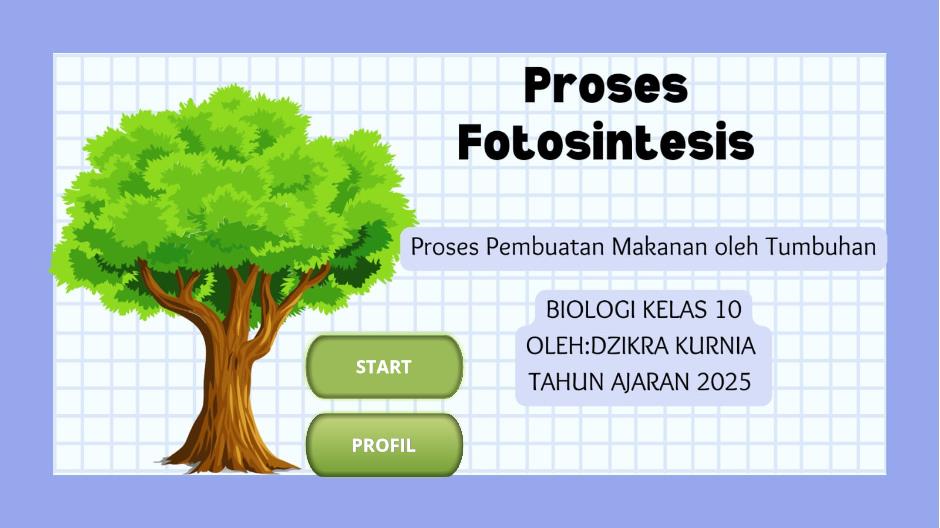 Proses
Fotosintesis
Proses Pembuatan Makanan oleh Tumbuhan
BIOLOGI KELAS 10
OLEH:DZIKRA KURNIA
TAHUN AJARAN 2025
START
PROFIL